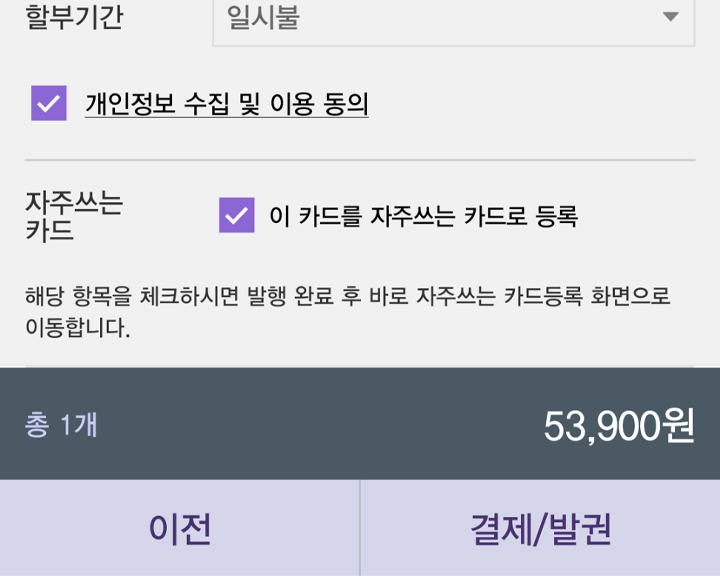 할부기간
일시불
개인정보 수집 및 이용 동의
자주쓰는
카드
이 카드를 자주쓰는 카드로 등록
해당 항목을 체크하시면 발행 완료 후 바로 자주쓰는 카드등록 화면으로
이동합니다.
총 1개
53,900원
이전
결제/발권